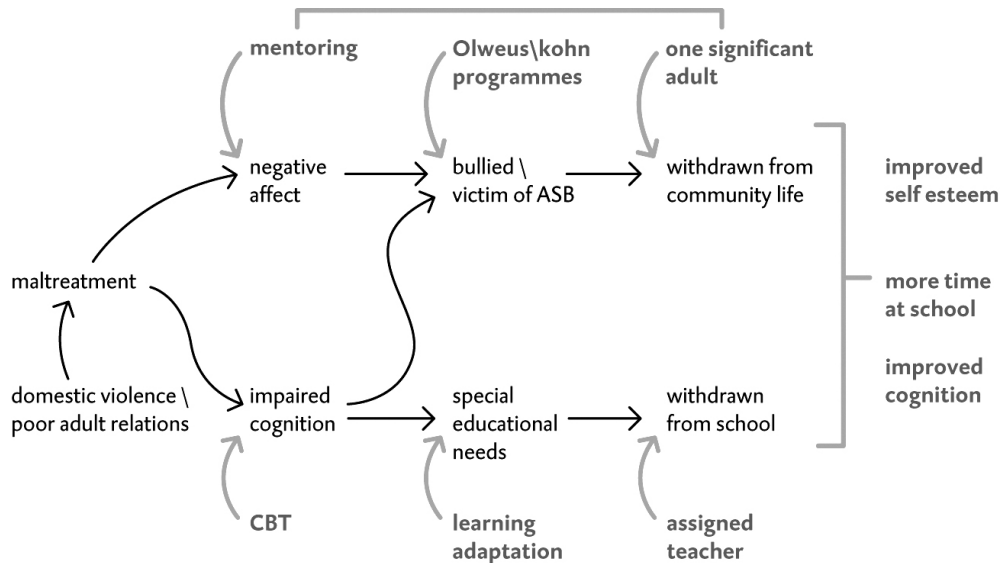 mentoring
Olweus\kohn
programmes
one significant
adult
negative
affect
bullied \
victim of ASB
withdrawn from
community life
improved
self esteem
maltreatment
more time
at school
domestic violence \
poor adult relations
impaired
cognition
special
educational
needs
withdrawn
from school
improved
cognition
CBT
learning
adaptation
assigned
teacher